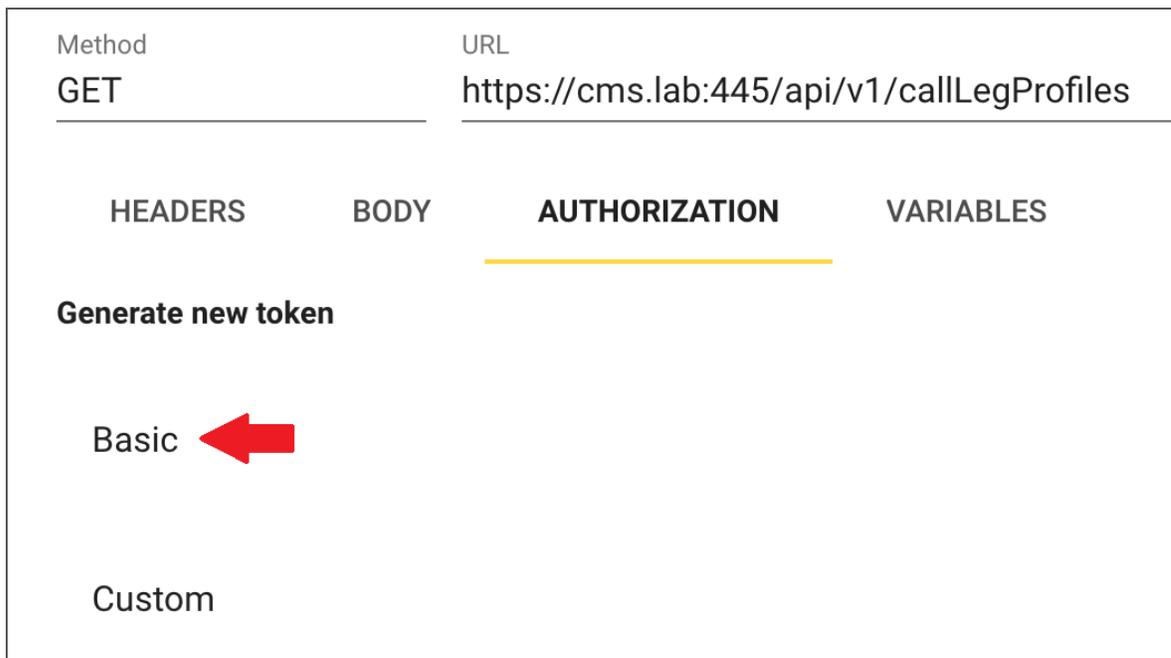 Method
GET
URL
https://cms.lab:445/api/v1/callLegProfiles
HEADERS BODY AUTHORIZATION VARIABLES
Generate new token
Basic
Custom